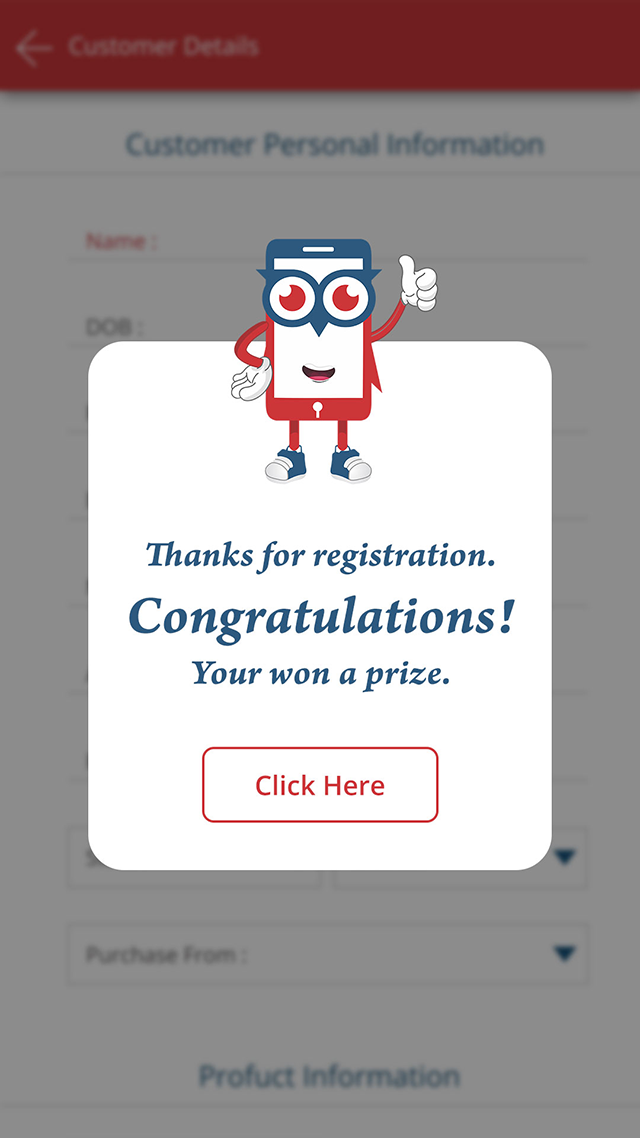 Customer Details
Customer Personal Information
Name :
DOB :
Thanks for registration.
Congratulations!
Your won a prize.
Click Here
Purchase From :
Profuct Information